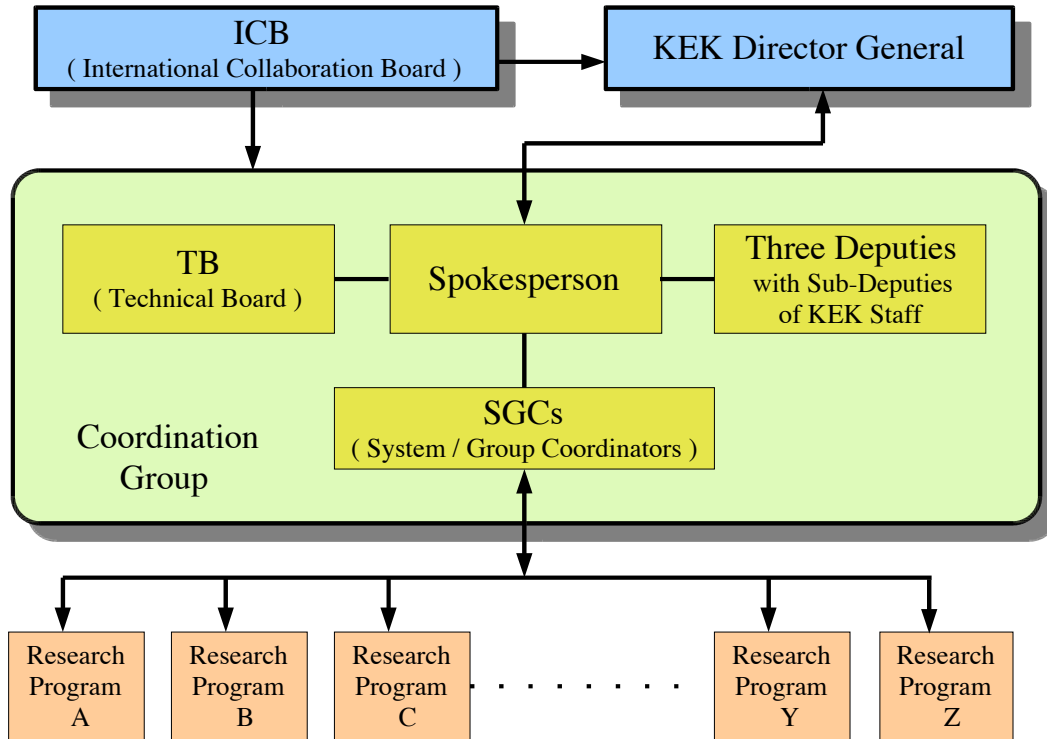 ICB
( International Collaboration Board )
KEK Director General
TB
( Technical Board )
Spokesperson
Three Deputies
with Sub-Deputies
of KEK Staff
SGCs
( System / Group Coordinators )
Coordination
Group
Research
Program
A
Research
Program
B
Research
Program
C
. . . . . . . . . .
Research
Program
Y
Research
Program
Z